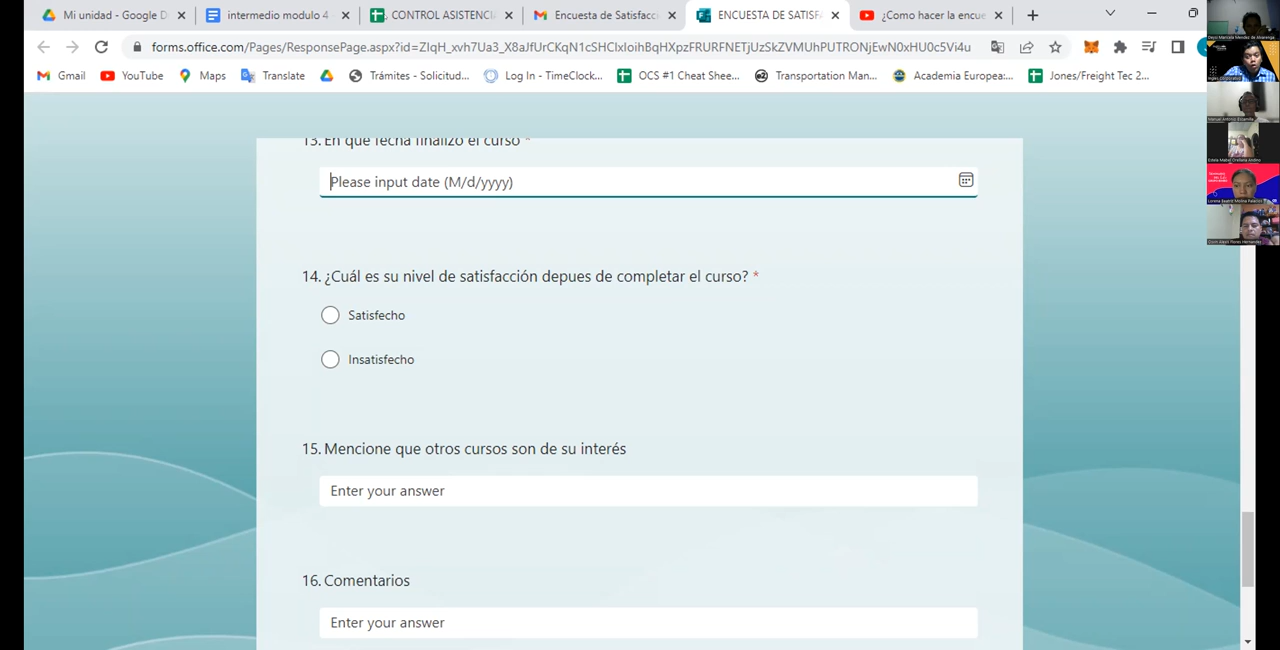 Mi unidad - Google D
intermedio modulo 4
CONTROL ASISTENCI
Encuesta de Satisfacc
ENCUESTA DE SATISF
¿Como hacer la encue
forms.office.com/Pages/ResponsePage.aspx?id=
Gmail
YouTube
Maps
Translate
Trámites - Solicitud...
Log In - TimeClock...
OCS #1 Cheat Shee...
Transportation Man...
Academia Europea:...
Jones/Freight Tec 2...
13. En que fecha finalizo el curso *
Please input date (M/d/yyyy)
14. ¿Cuál es su nivel de satisfacción depues de completar el curso? *
Satisfecho
Insatisfecho
15. Mencione que otros cursos son de su interés
Enter your answer
16. Comentarios
Enter your answer